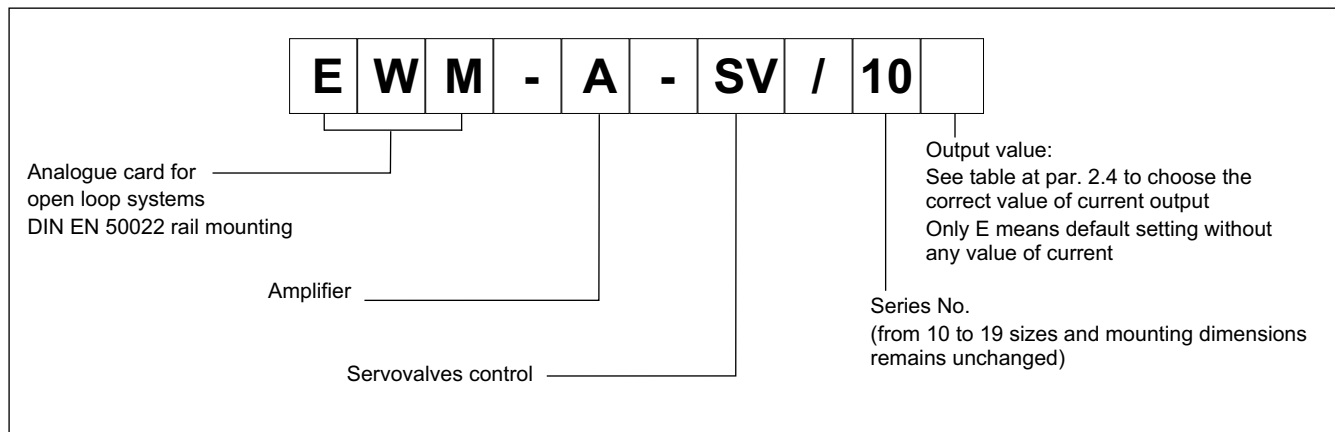 E W M - A - SV / 10
Analogue card for
open loop systems
DIN EN 50022 rail mounting
Amplifier
Servovalves control
Output value:
See table at par. 2.4 to choose the
correct value of current output
Only E means default setting without
any value of current
Series No.
(from 10 to 19 sizes and mounting dimensions
remains unchanged)